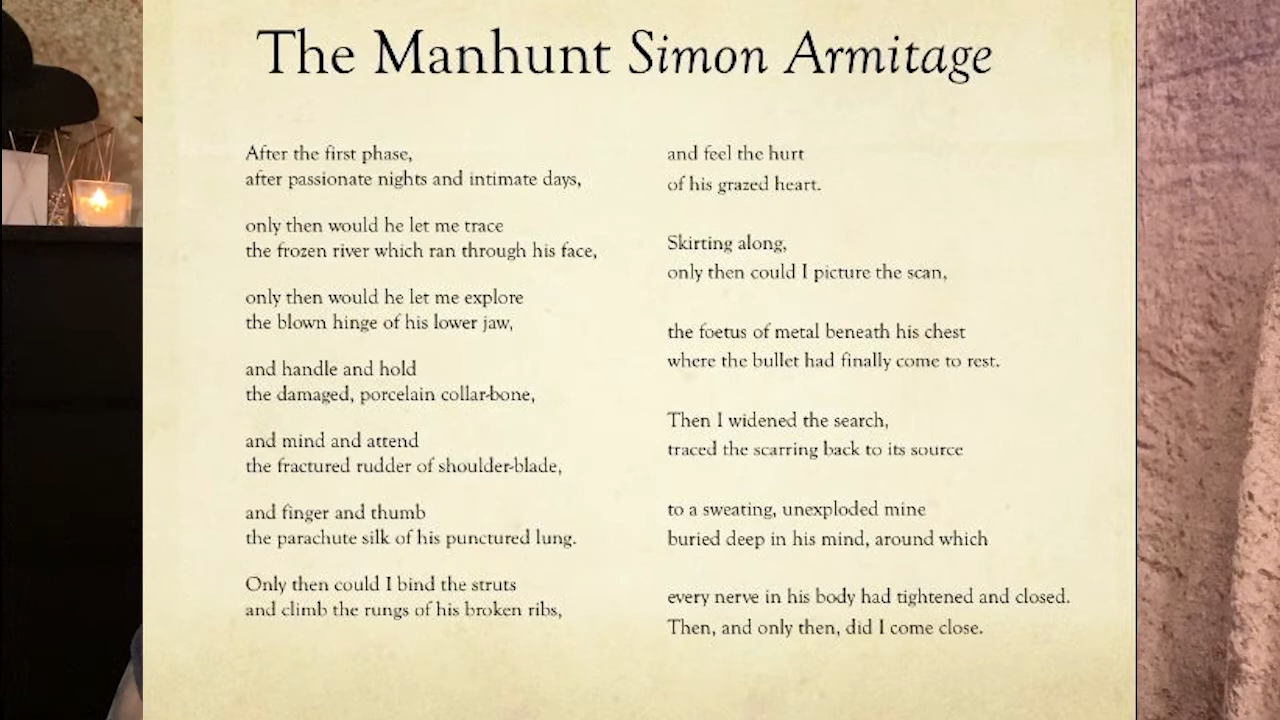 The Manhunt Simon Armitage
After the first phase,
after passionate nights and intimate days,
only then would he let me trace
the frozen river which ran through his face,
only then would he let me explore
the blown hinge of his lower jaw,
and handle and hold
the damaged, porcelain collar-bone,
and mind and attend
the fractured rudder of shoulder-blade,
and finger and thumb
the parachute silk of his punctured lung.
Only then could I bind the struts
and climb the rungs of his broken ribs,
and feel the hurt
of his grazed heart.
Skirting along,
only then could I picture the scan,
the foetus of metal beneath his chest
where the bullet had finally come to rest.
Then I widened the search,
traced the scarring back to its source
to a sweating, unexploded mine
buried deep in his mind, around which
every nerve in his body had tightened and closed.
Then, and only then, did I come close.